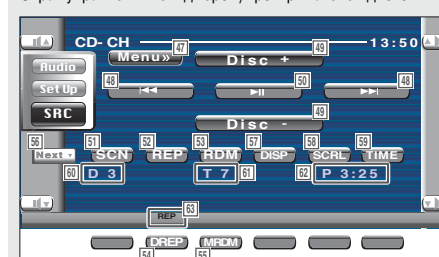 CD- CH 13:50
47 49
Menu» Disc +
Audio
48 50 48
Set Up
SRC 49
Disc -
56 51 52 53 57 58 59
Next SCN REP RDM DISP SCRL TIME
60 D 3 T 7 61 62 P 3:25
63
REP
DREP MRDM
54 55